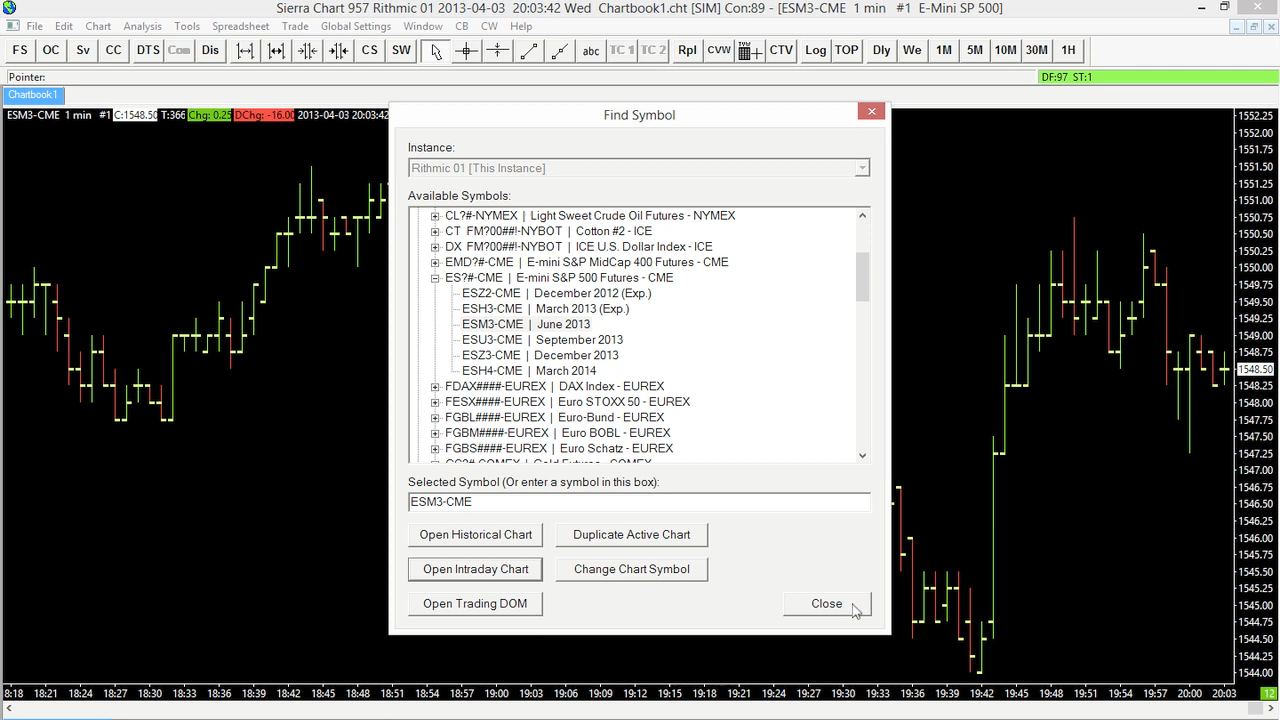 Sierra Chart 957 Rithmic 01 2013-04-03 20:03:42 Wed Chartbook1.cht [SIM] Con:89 - [ESM3-CME 1 min #1 E-Mini SP 500]
File Edit Chart Analysis Tools Spreadsheet Trade Global Settings Window CB CW Help
FS OC Sv CC DTS Con Dis CS SW abc TC 1 TC 2 Rpl CVW CTV Log TOP Dly We 1M 5M 10M 30M 1H
Pointer:
DF:97 ST:1
Chartbook1
ESM3-CME 1 min #1 C:1548.50 T:366 Chg: 0.25 DChg: -16.00 2013-04-03 20:03:42
Find Symbol
Instance:
Rithmic 01 [This Instance]
Available Symbols:
CL?#-NYMEX | Light Sweet Crude Oil Futures - NYMEX
CT FM?00##!-NYBOT | Cotton #2 - ICE
DX FM?00##!-NYBOT | ICE U.S. Dollar Index - ICE
EMD?#-CME | E-mini S&P MidCap 400 Futures - CME
ES?#-CME | E-mini S&P 500 Futures - CME
ESZ2-CME | December 2012 (Exp.)
ESH3-CME | March 2013 (Exp.)
ESM3-CME | June 2013
ESU3-CME | September 2013
ESZ3-CME | December 2013
ESH4-CME | March 2014
FDAX####-EUREX | DAX Index - EUREX
FESX####-EUREX | Euro STOXX 50 - EUREX
FGBL####-EUREX | Euro-Bund - EUREX
FGBM####-EUREX | Euro BOBL - EUREX
FGBS####-EUREX | Euro Schatz - EUREX
GC?#-COMEX | Gold Futures - COMEX
Selected Symbol (Or enter a symbol in this box):
ESM3-CME
Open Historical Chart Duplicate Active Chart
Open Intraday Chart Change Chart Symbol
Open Trading DOM Close
1552.25
1552.00
1551.75
1551.50
1551.25
1551.00
1550.75
1550.50
1550.25
1550.00
1549.75
1549.50
1549.25
1549.00
1548.75
1548.50
1548.25
1548.00
1547.75
1547.50
1547.25
1547.00
1546.75
1546.50
1546.25
1546.00
1545.75
1545.50
1545.25
1545.00
1544.75
1544.50
1544.25
1544.00
8:18 18:21 18:24 18:27 18:30 18:33 18:36 18:39 18:42 18:45 18:48 18:51 18:54 18:57 19:00 19:03 19:06 19:09 19:12 19:15 19:18 19:21 19:24 19:27 19:30 19:33 19:36 19:39 19:42 19:45 19:48 19:51 19:54 19:57 20:00 20:03 12